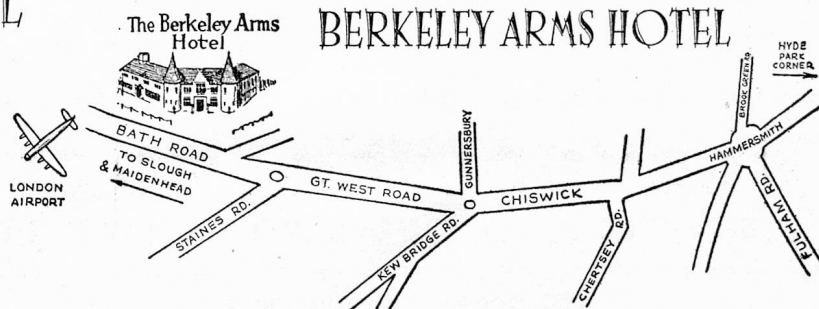 L
BERKELEY ARMS HOTEL
The Berkeley Arms
Hotel
HYDE
PARK
CORNER
BROOK GREEN RD.
LONDON
AIRPORT
BATH ROAD
TO SLOUGH
& MAIDENHEAD
STAINES RD.
GT. WEST ROAD
GUNNERSBURY
KEW BRIDGE RD.
CHISWICK
CHERTSEY RD.
HAMMERSMITH
FULHAM RD.